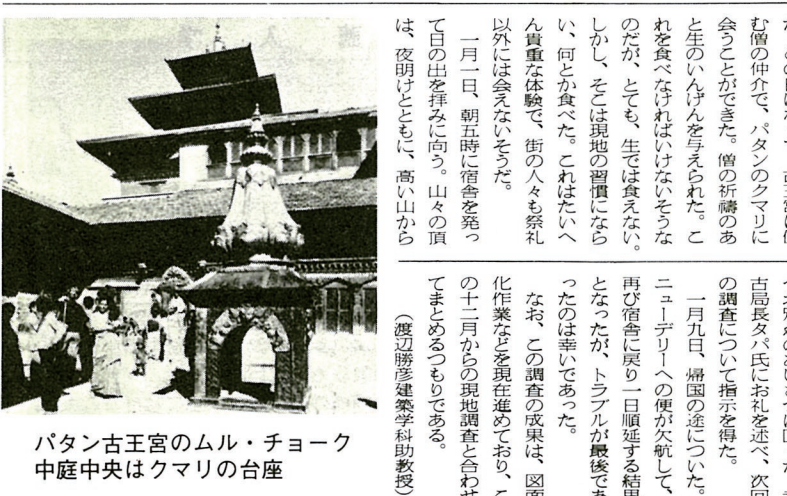 む僧の仲介で、パタンのクマリに
会うことができた。僧の祈禱のあ
と生のいんげんを与えられた。こ
れを食べなければいけないそうな
のだが、とても、生では食えない。
しかし、そこは現地の習慣になら
い、何とか食べた。これはたいへ
ん貴重な体験で、街の人々も祭礼
以外には会えないそうだ。
一月一日、朝五時に宿舎を発っ
て日の出を拝みに向う。山々の頂
は、夜明けとともに、高い山から
古局長タパ氏にお礼を述べ、次回
の調査について指示を得た。
一月九日、帰国の途についた。
ニューデリーへの便が欠航して、
再び宿舎に戻り一日順延する結果
となったが、トラブルが最後であ
ったのは幸いであった。
なお、この調査の成果は、図面
化作業などを現在進めており、こ
の十二月からの現地調査と合わせ
てまとめるつもりである。
（渡辺勝彦建築学科助教授）
パタン古王宮のムル・チョーク
中庭中央はクマリの台座